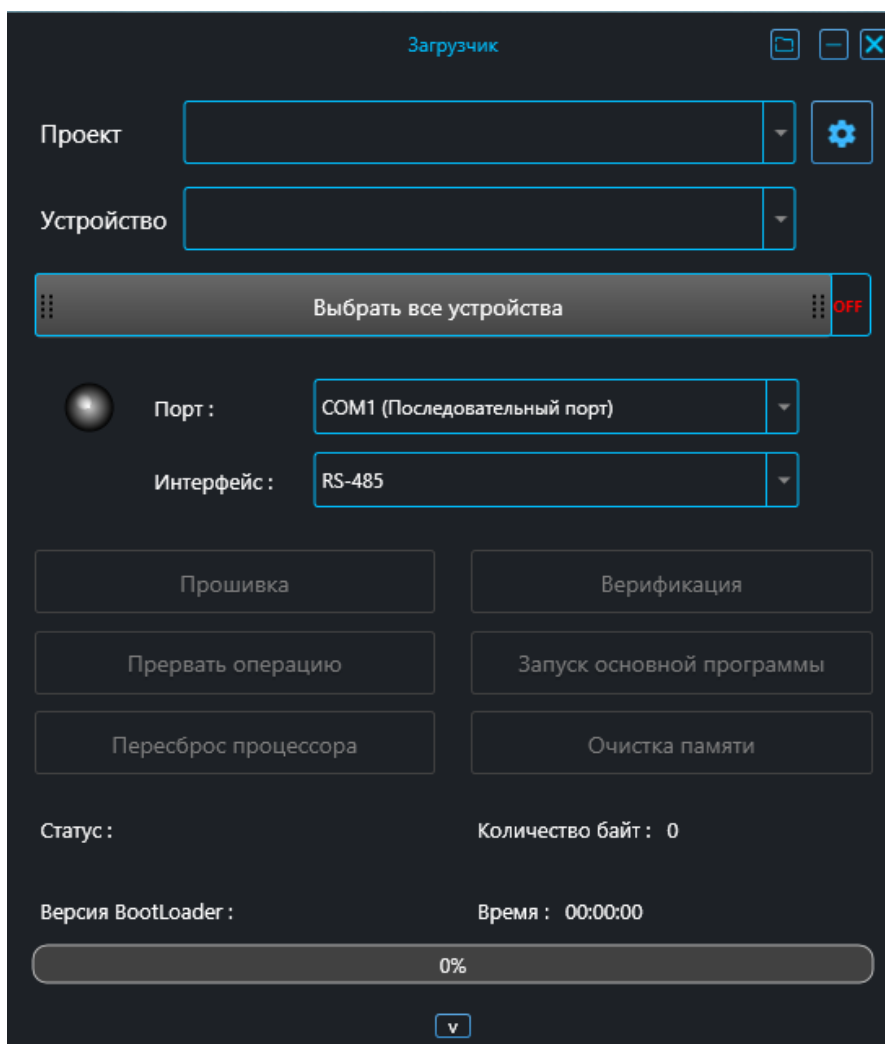 Загрузчик
Проект
Устройство
Выбрать все устройства OFF
Порт : COM1 (Последовательный порт)
Интерфейс : RS-485
Прошивка Верификация
Прервать операцию Запуск основной программы
Пересброс процессора Очистка памяти
Статус : Количество байт : 0
Версия BootLoader : Время : 00:00:00
0%
v